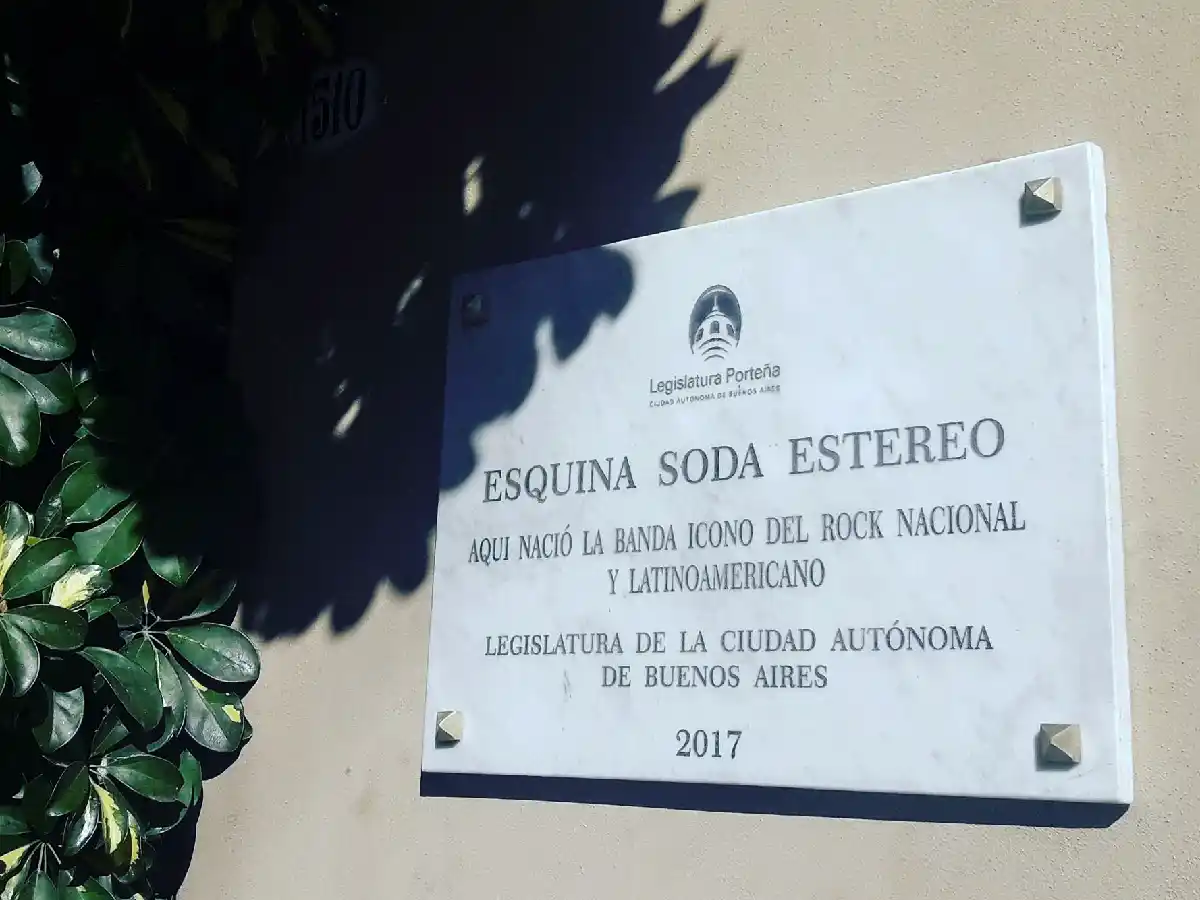 1510
Legislatura Porteña
CIUDAD AUTÓNOMA DE BUENOS AIRES
ESQUINA SODA ESTEREO
AQUI NACIÓ LA BANDA ICONO DEL ROCK NACIONAL
Y LATINOAMERICANO
LEGISLATURA DE LA CIUDAD AUTÓNOMA
DE BUENOS AIRES
2017